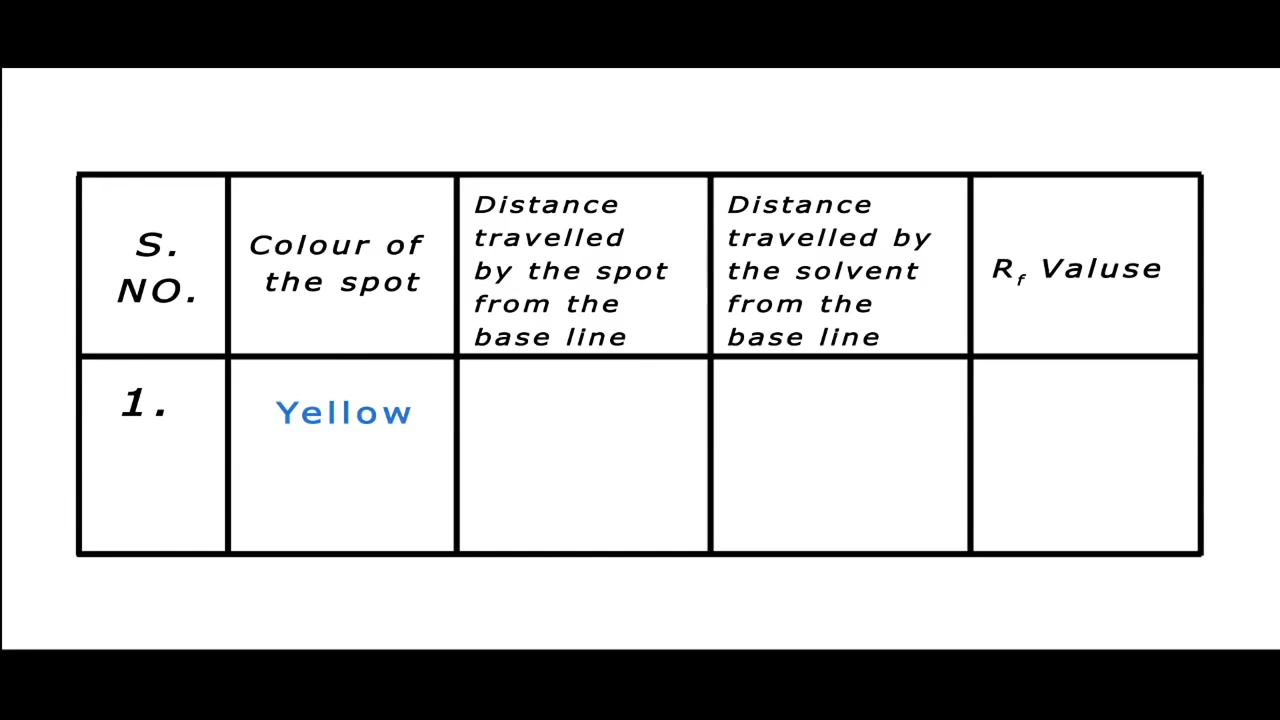 S.
NO.
Colour of
the spot
Distance
travelled
by the spot
from the
base line
Distance
travelled by
the solvent
from the
base line
Rf Valuse
1.
Yellow